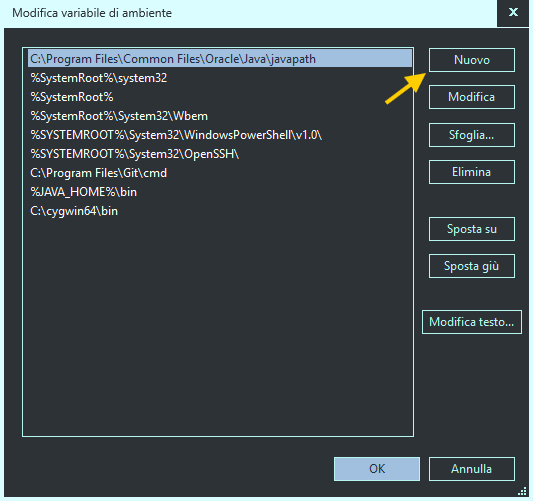 Modifica variabile di ambiente
x
C:\Program Files\Common Files\Oracle\Java\javapath
%SystemRoot%\system32
%SystemRoot%
%SystemRoot%\System32\Wbem
%SYSTEMROOT%\System32\WindowsPowerShell\v1.0\
%SYSTEMROOT%\System32\OpenSSH\
C:\Program Files\Git\cmd
%JAVA_HOME%\bin
C:\cygwin64\bin
Nuovo
Modifica
Sfoglia...
Elimina
Sposta su
Sposta giù
Modifica testo...
OK
Annulla